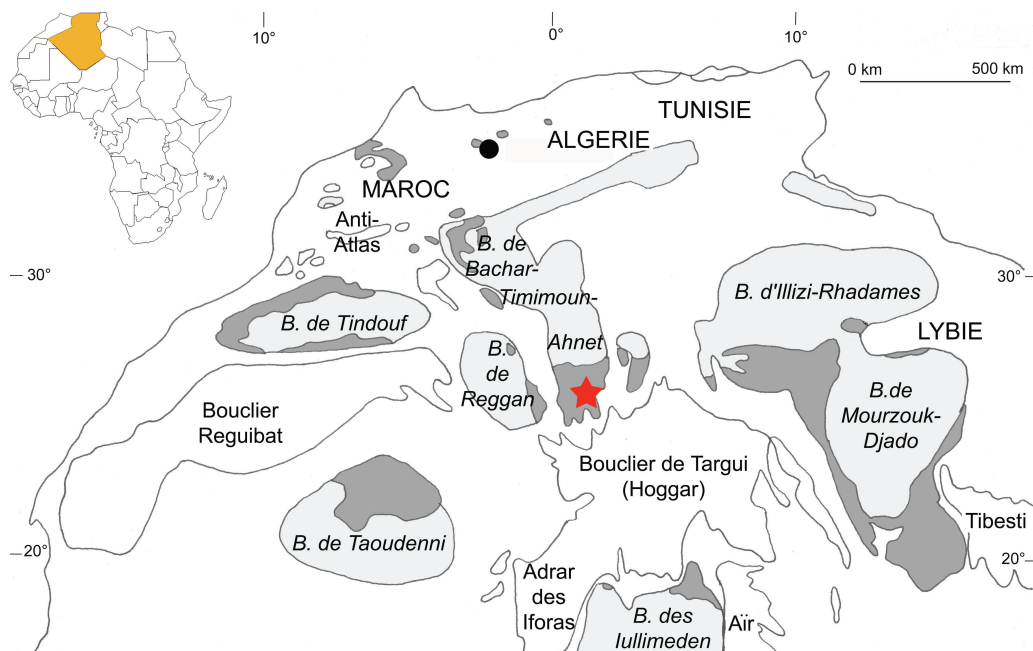 10°
0°
10°
0 km
500 km
TUNISIE
ALGERIE
MAROC
Anti-
Atlas
B. de
Bachar-
Timimoun-
Ahnet
30°
30°
B. d'Illizi-Rhadames
B. de Tindouf
LYBIE
B.
de
Reggan
B.de
Mourzouk-
Djado
Bouclier
Reguibat
Bouclier de Targui
(Hoggar)
Tibesti
B. de Taoudenni
20°
20°
Adrar
des
Iforas
B. des
Iullimeden
Aïr